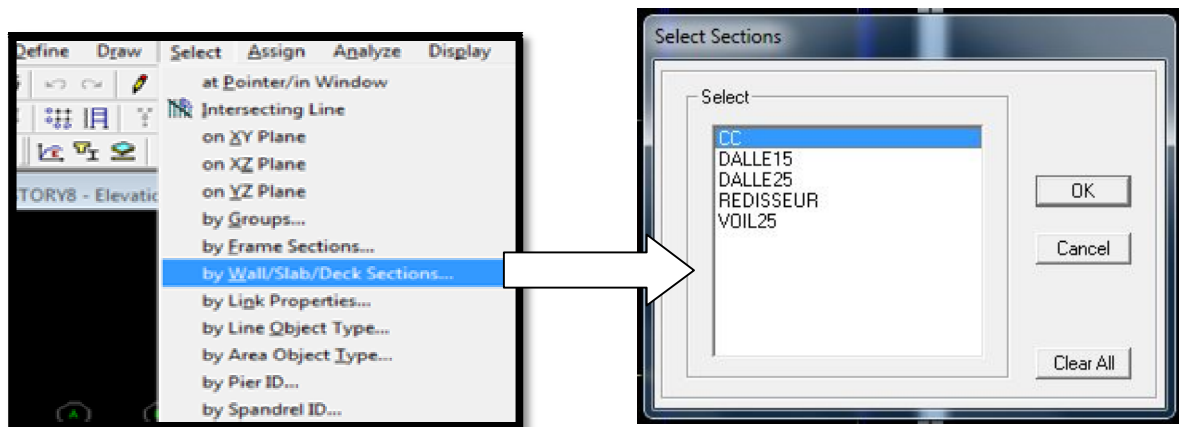 Define Draw Select Assign Analyze Display
at Pointer/in Window
Intersecting Line
on XY Plane
on XZ Plane
on YZ Plane
by Groups...
by Frame Sections...
by Wall/Slab/Deck Sections...
by Link Properties...
by Line Object Type...
by Area Object Type...
by Pier ID...
by Spandrel ID...
TORY8 - Elevatio
A
Select Sections
Select
CC
DALLE15
DALLE25
REDISSEUR
VOIL25
OK
Cancel
Clear All